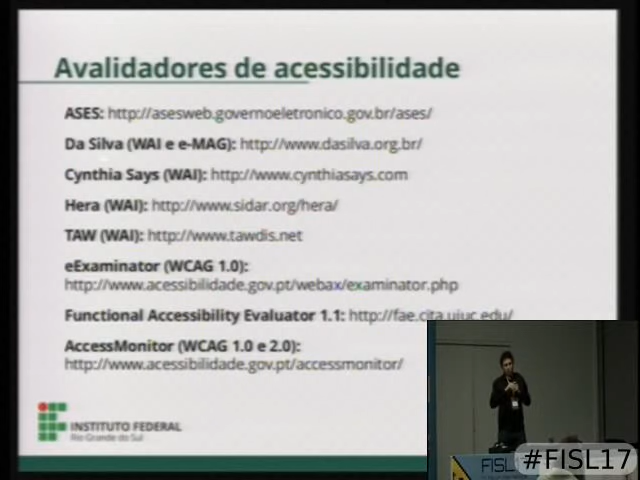 Avalidadores de acessibilidade
ASES: http://asesweb.governoeletronico.gov.br/ases/
Da Silva (WAI e e-MAG): http://www.dasilva.org.br/
Cynthia Says (WAI): http://www.cynthiasays.com
Hera (WAI): http://www.sidar.org/hera/
TAW (WAI): http://www.tawdis.net
eExaminator (WCAG 1.0):
http://www.acessibilidade.gov.pt/webax/examinator.php
Functional Accessibility Evaluator 1.1: http://fae.cita.uiuc.edu/
AccessMonitor (WCAG 1.0 e 2.0):
http://www.acessibilidade.gov.pt/accessmonitor/
INSTITUTO FEDERAL
Rio Grande do Sul
FISL17
#FISL17